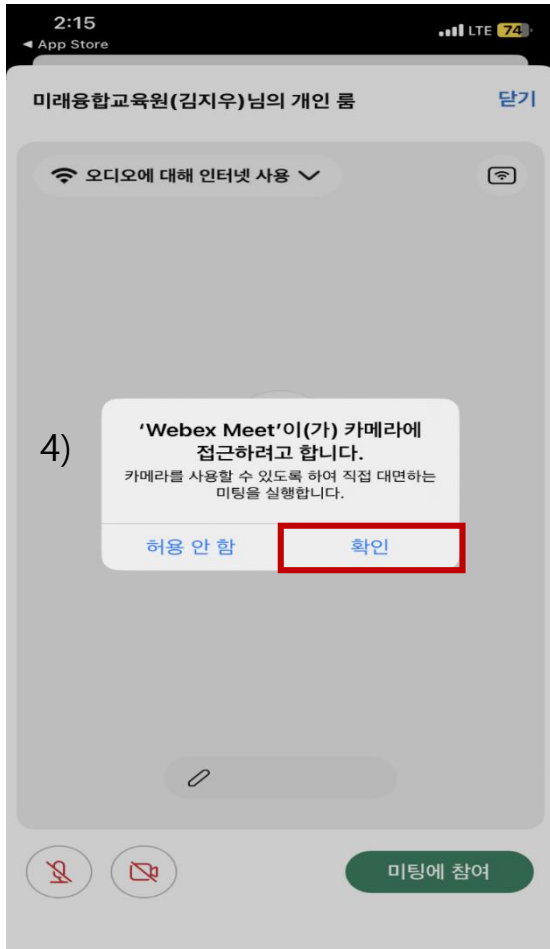 2:15
LTE 74
◀ App Store
미래융합교육원(김지우)님의 개인 룸
닫기
오디오에 대해 인터넷 사용
4)
‘Webex Meet’이(가) 카메라에
접근하려고 합니다.
카메라를 사용할 수 있도록 하여 직접 대면하는
미팅을 실행합니다.
허용 안 함
확인
미팅에 참여